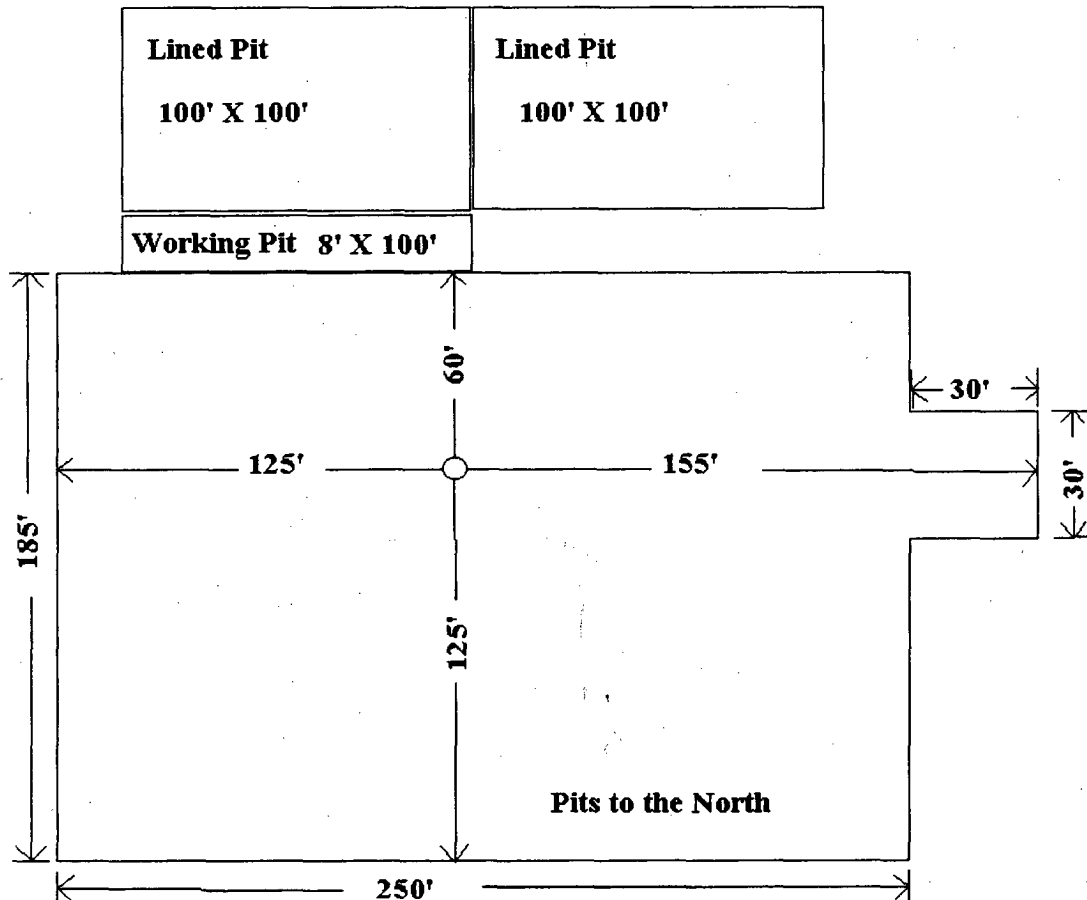 Lined Pit
100' X 100'
Lined Pit
100' X 100'
Working Pit 8' X 100'
60'
30'
125'
155'
30'
185'
125'
Pits to the North
250'